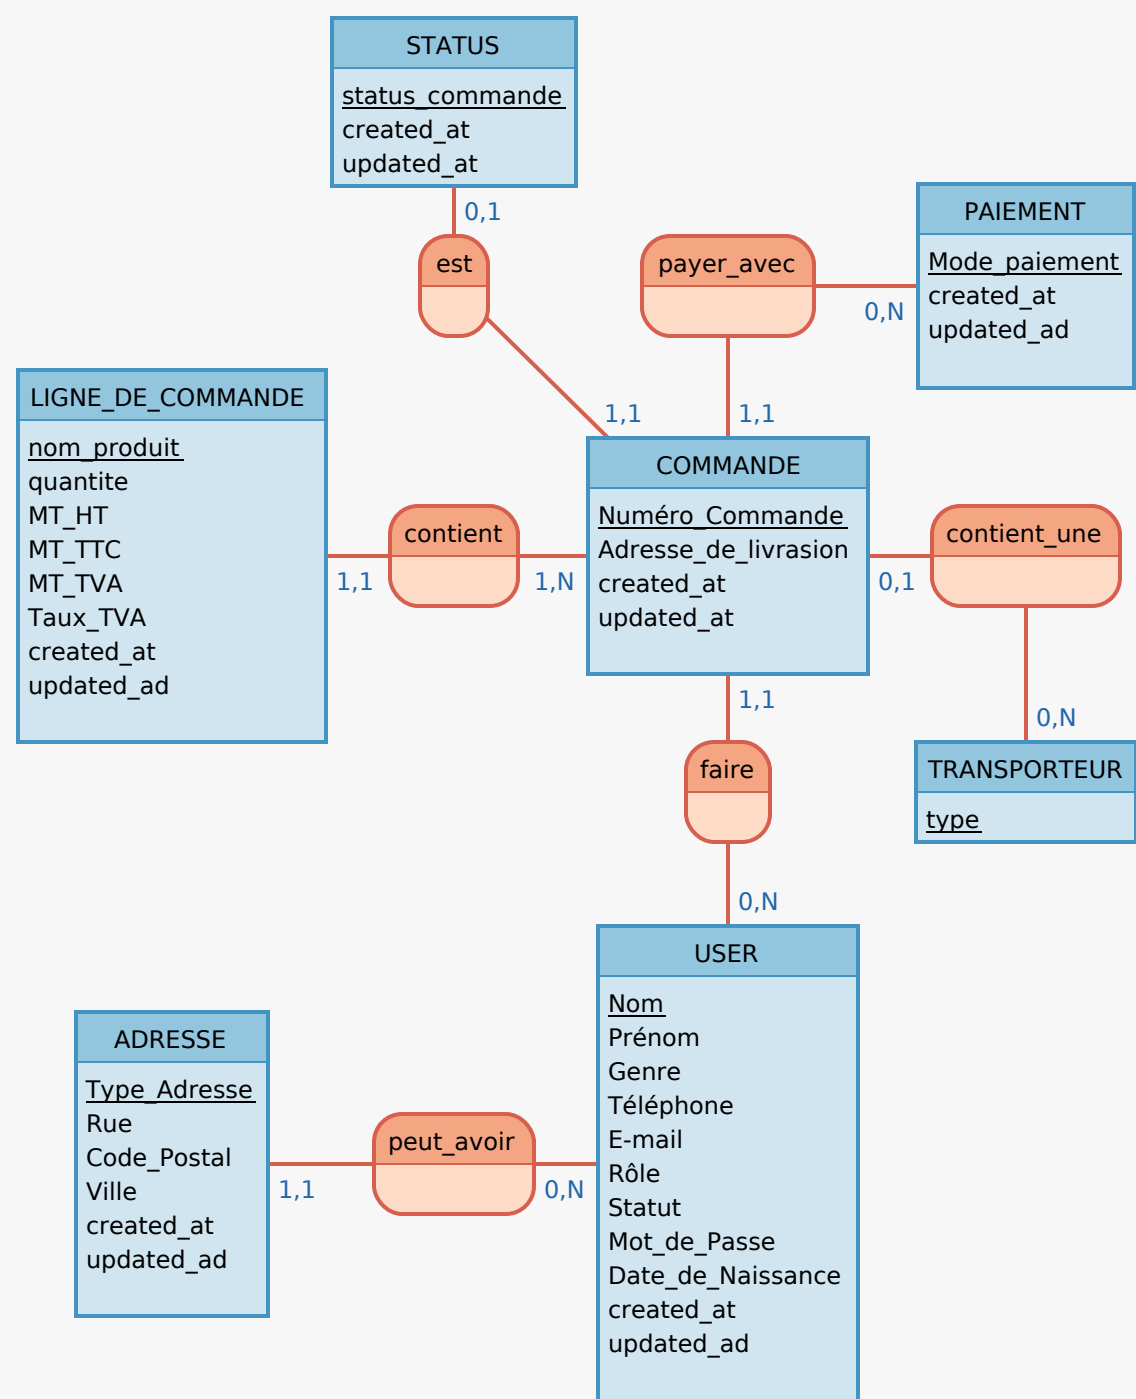 STATUS
status_commande
created_at
updated_at
0,1
est
payer_avec
PAIEMENT
Mode_paiement
created_at
updated_ad
0,N
1,1
1,1
LIGNE_DE_COMMANDE
nom_produit
quantite
MT_HT
MT_TTC
MT_TVA
Taux_TVA
created_at
updated_ad
1,1
contient
1,N
COMMANDE
Numéro_Commande
Adresse_de_livrasion
created_at
updated_at
0,1
contient_une
0,N
TRANSPORTEUR
type
1,1
faire
0,N
USER
Nom
Prénom
Genre
Téléphone
E-mail
Rôle
Statut
Mot_de_Passe
Date_de_Naissance
created_at
updated_ad
ADRESSE
Type_Adresse
Rue
Code_Postal
Ville
created_at
updated_ad
1,1
peut_avoir
0,N